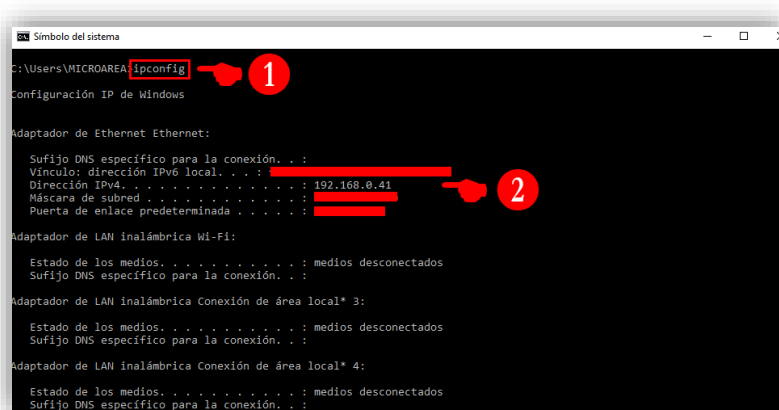 Símbolo del sistema
C:\Users\MICROAREA>ipconfig
1
Configuración IP de Windows
Adaptador de Ethernet Ethernet:
Sufijo DNS específico para la conexión. . :
Vínculo: dirección IPv6 local. . . :
Dirección IPv4. . . . . . . . . . . . . . : 192.168.0.41
2
Máscara de subred . . . . . . . . . . . . :
Puerta de enlace predeterminada . . . . . :
Adaptador de LAN inalámbrica Wi-Fi:
Estado de los medios. . . . . . . . . . . : medios desconectados
Sufijo DNS específico para la conexión. . :
Adaptador de LAN inalámbrica Conexión de área local* 3:
Estado de los medios. . . . . . . . . . . : medios desconectados
Sufijo DNS específico para la conexión. . :
Adaptador de LAN inalámbrica Conexión de área local* 4:
Estado de los medios. . . . . . . . . . . : medios desconectados
Sufijo DNS específico para la conexión. . :